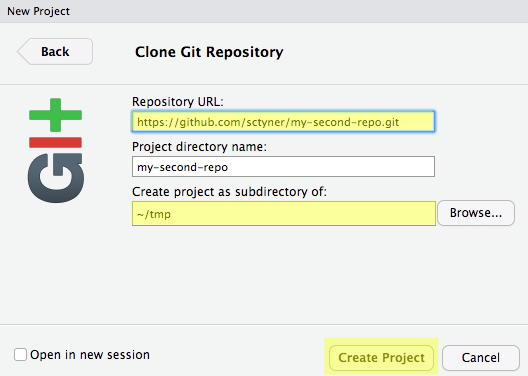 New Project
Back
Clone Git Repository
git
Repository URL:
https://github.com/sctyner/my-second-repo.git
Project directory name:
my-second-repo
Create project as subdirectory of:
~/tmp
Browse...
Open in new session
Create Project
Cancel